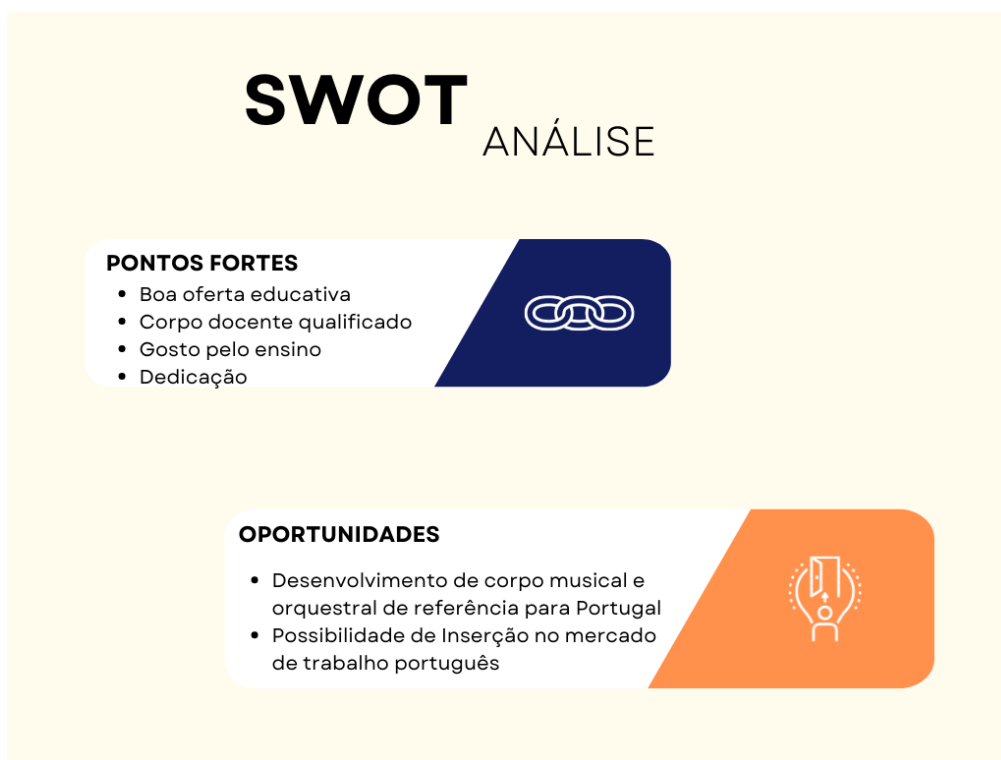 SWOT
ANÁLISE
PONTOS FORTES
• Boa oferta educativa
• Corpo docente qualificado
• Gosto pelo ensino
• Dedicação
OPORTUNIDADES
• Desenvolvimento de corpo musical e
orquestral de referência para Portugal
• Possibilidade de Inserção no mercado
de trabalho português